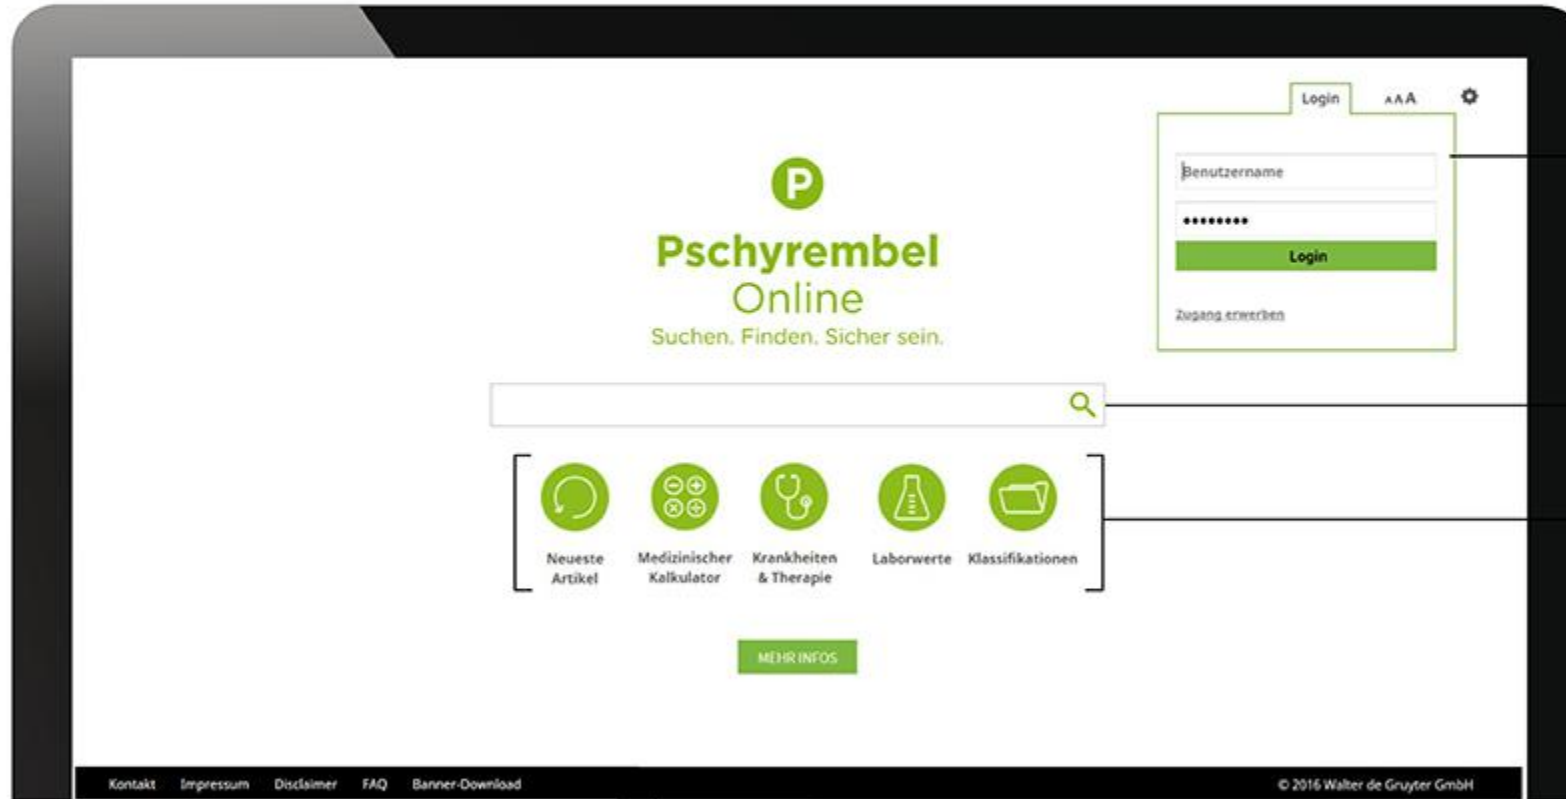 Login AAA
Benutzername
••••••••
Login
Zugang erwerben
P
Pschyrembel
Online
Suchen. Finden. Sicher sein.
Neueste
Artikel
Medizinischer
Kalkulator
Krankheiten
& Therapie
Laborwerte
Klassifikationen
MEHR INFOS
Kontakt Impressum Disclaimer FAQ Banner-Download © 2016 Walter de Gruyter GmbH